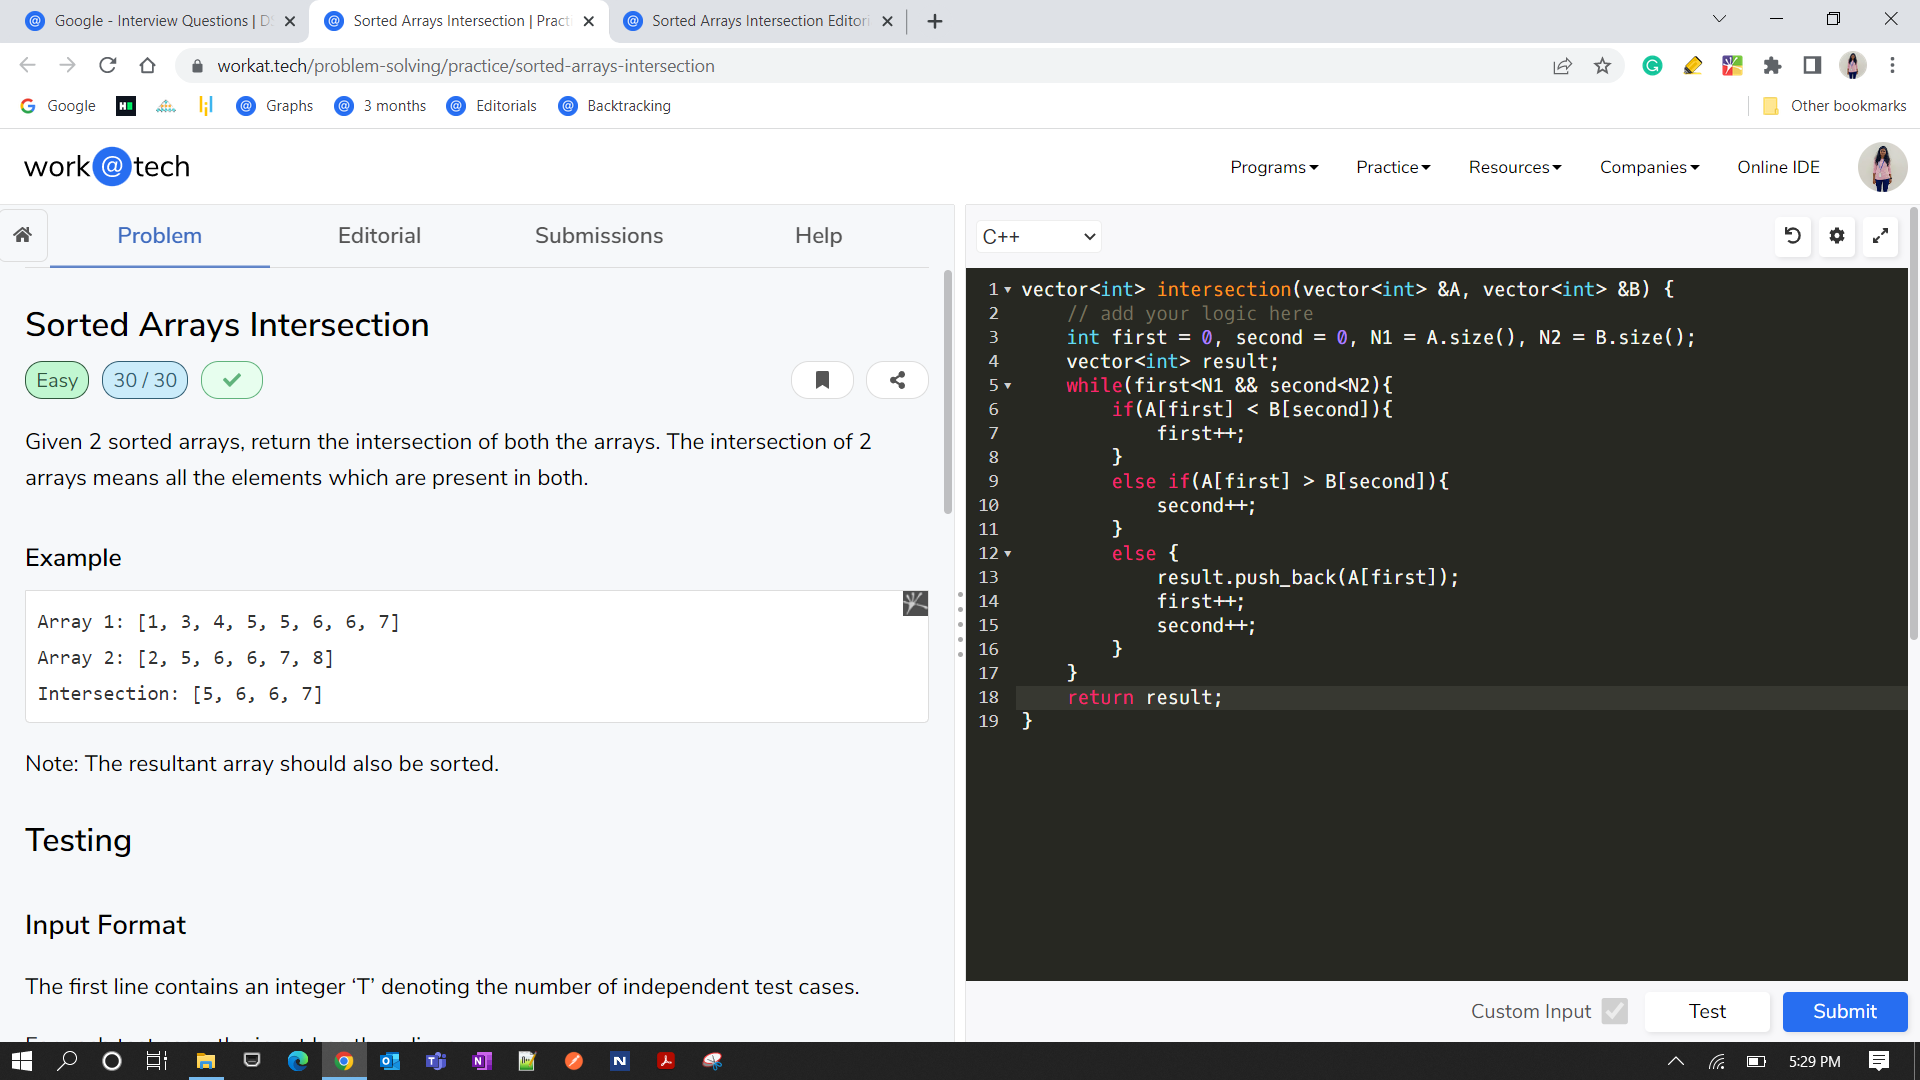 Google - Interview Questions | DS
Sorted Arrays Intersection | Pract
Sorted Arrays Intersection Editori
workat.tech/problem-solving/practice/sorted-arrays-intersection
Google
Graphs
3 months
Editorials
Backtracking
Other bookmarks
work@tech
Programs
Practice
Resources
Companies
Online IDE
Problem
Editorial
Submissions
Help
Sorted Arrays Intersection
Easy
30 / 30
Given 2 sorted arrays, return the intersection of both the arrays. The intersection of 2
arrays means all the elements which are present in both.
Example
Array 1: [1, 3, 4, 5, 5, 6, 6, 7]
Array 2: [2, 5, 6, 6, 7, 8]
Intersection: [5, 6, 6, 7]
Note: The resultant array should also be sorted.
Testing
Input Format
The first line contains an integer ‘T’ denoting the number of independent test cases.
C++
1 vector<int> intersection(vector<int> &A, vector<int> &B) {
2 // add your logic here
3 int first = 0, second = 0, N1 = A.size(), N2 = B.size();
4 vector<int> result;
5 while(first<N1 && second<N2){
6 if(A[first] < B[second]){
7 first++;
8 }
9 else if(A[first] > B[second]){
10 second++;
11 }
12 else {
13 result.push_back(A[first]);
14 first++;
15 second++;
16 }
17 }
18 return result;
19 }
Custom Input
Test
Submit
5:29 PM